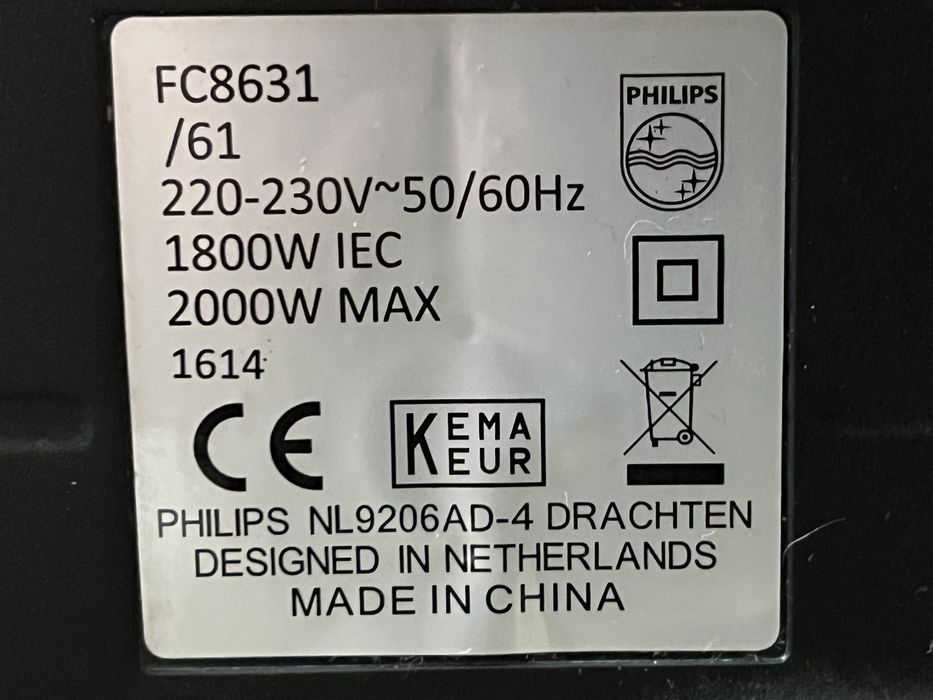 FC8631
/61
220-230V~50/60Hz
1800W IEC
2000W MAX
1614
PHILIPS
CE
KEMA
KEUR
PHILIPS NL9206AD-4 DRACHTEN
DESIGNED IN NETHERLANDS
MADE IN CHINA